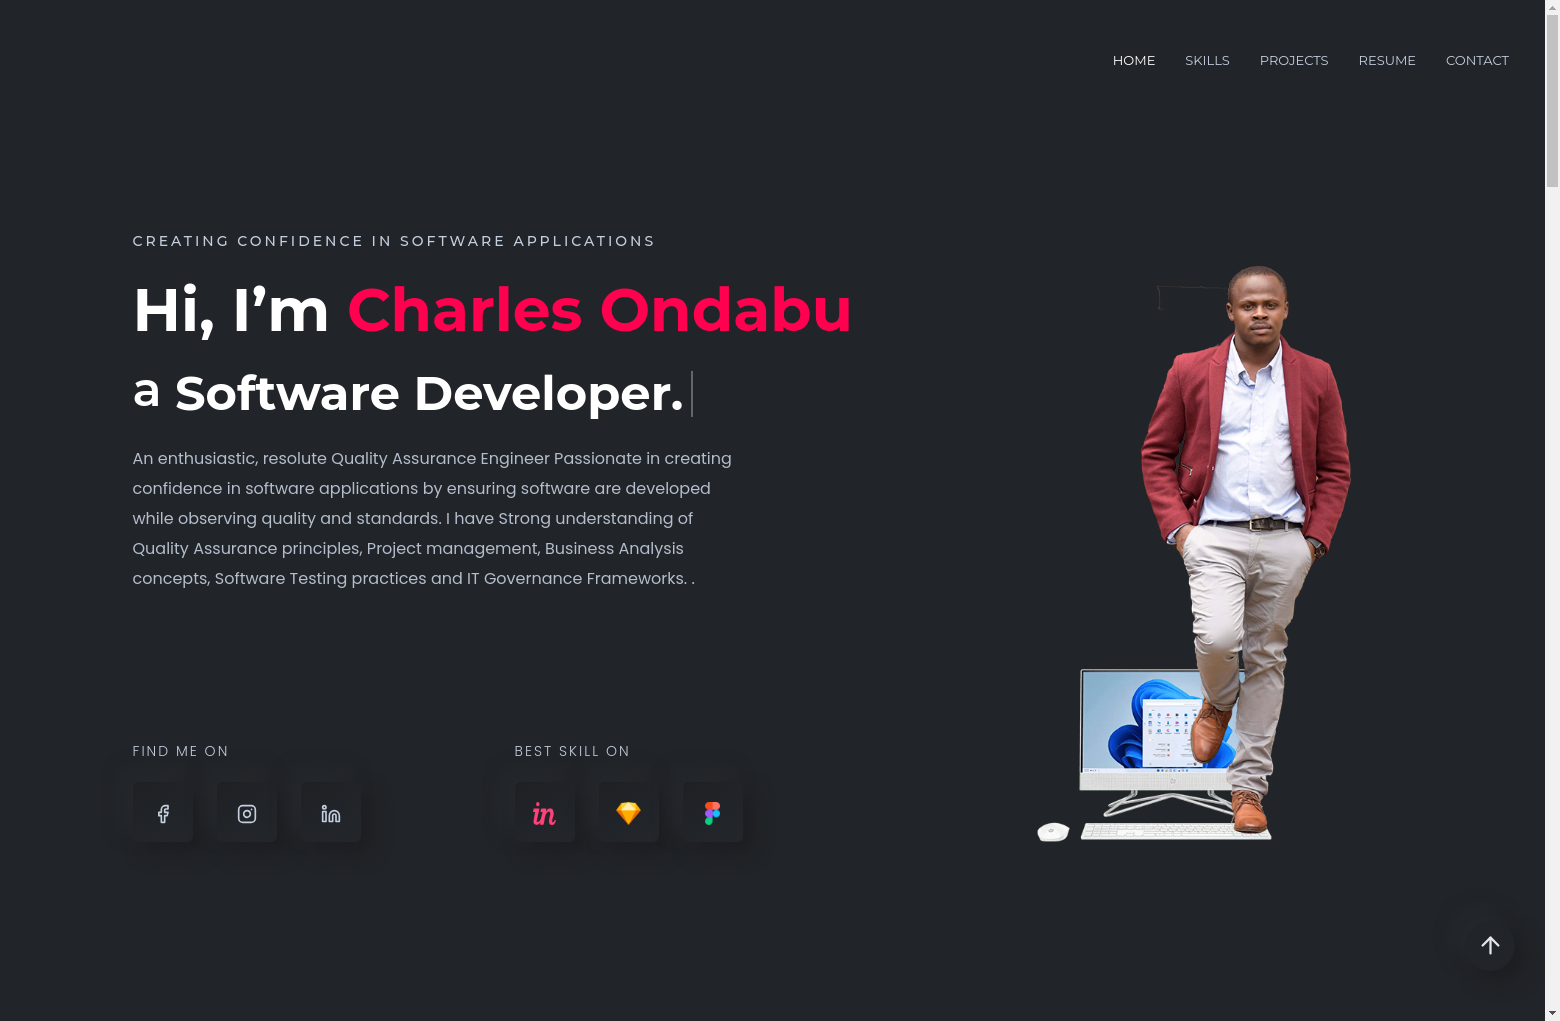 HOME SKILLS PROJECTS RESUME CONTACT
CREATING CONFIDENCE IN SOFTWARE APPLICATIONS
Hi, I’m Charles Ondabu
a Software Developer.
An enthusiastic, resolute Quality Assurance Engineer Passionate in creating
confidence in software applications by ensuring software are developed
while observing quality and standards. I have Strong understanding of
Quality Assurance principles, Project management, Business Analysis
concepts, Software Testing practices and IT Governance Frameworks. .
FIND ME ON
BEST SKILL ON
in
in